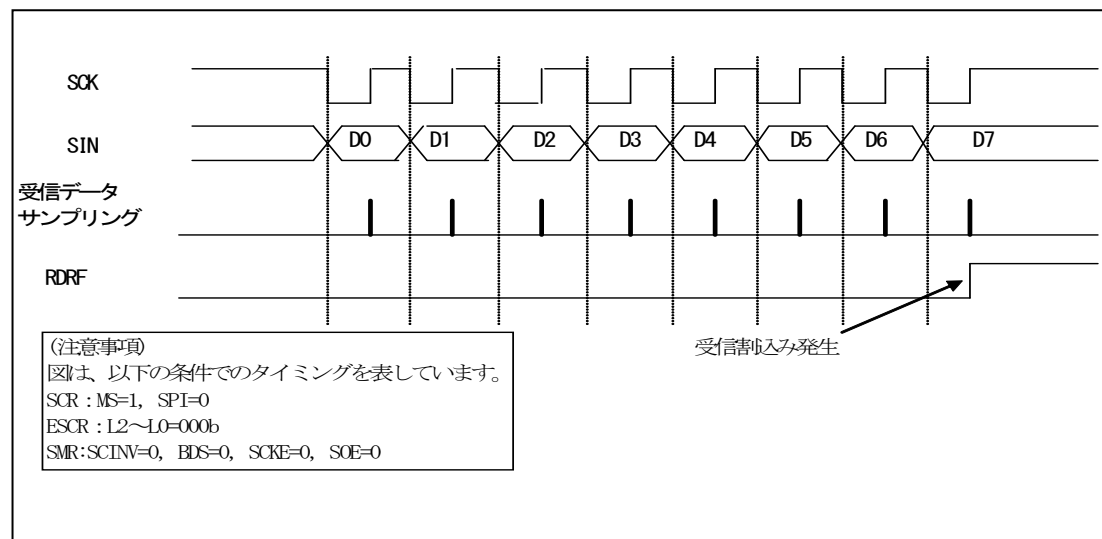 SCK
SIN D0 D1 D2 D3 D4 D5 D6 D7
受信データ
サンプリング
RDRF
受信割込み発生
(注意事項)
図は、以下の条件でのタイミングを表しています。
SCR : MS=1, SPI=0
ESCR : L2～L0=000b
SMR:SCINV=0, BDS=0, SCKE=0, SOE=0